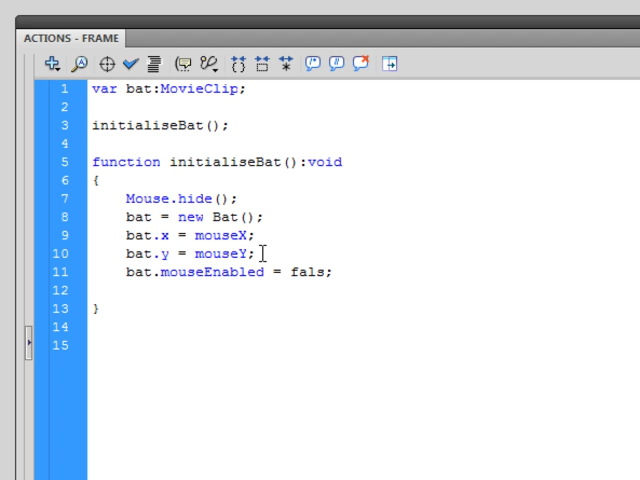 ACTIONS - FRAME
1 var bat:MovieClip;
2
3 initialiseBat();
4
5 function initialiseBat():void
6 {
7 Mouse.hide();
8 bat = new Bat();
9 bat.x = mouseX;
10 bat.y = mouseY;
11 bat.mouseEnabled = fals;
12
13 }
14
15